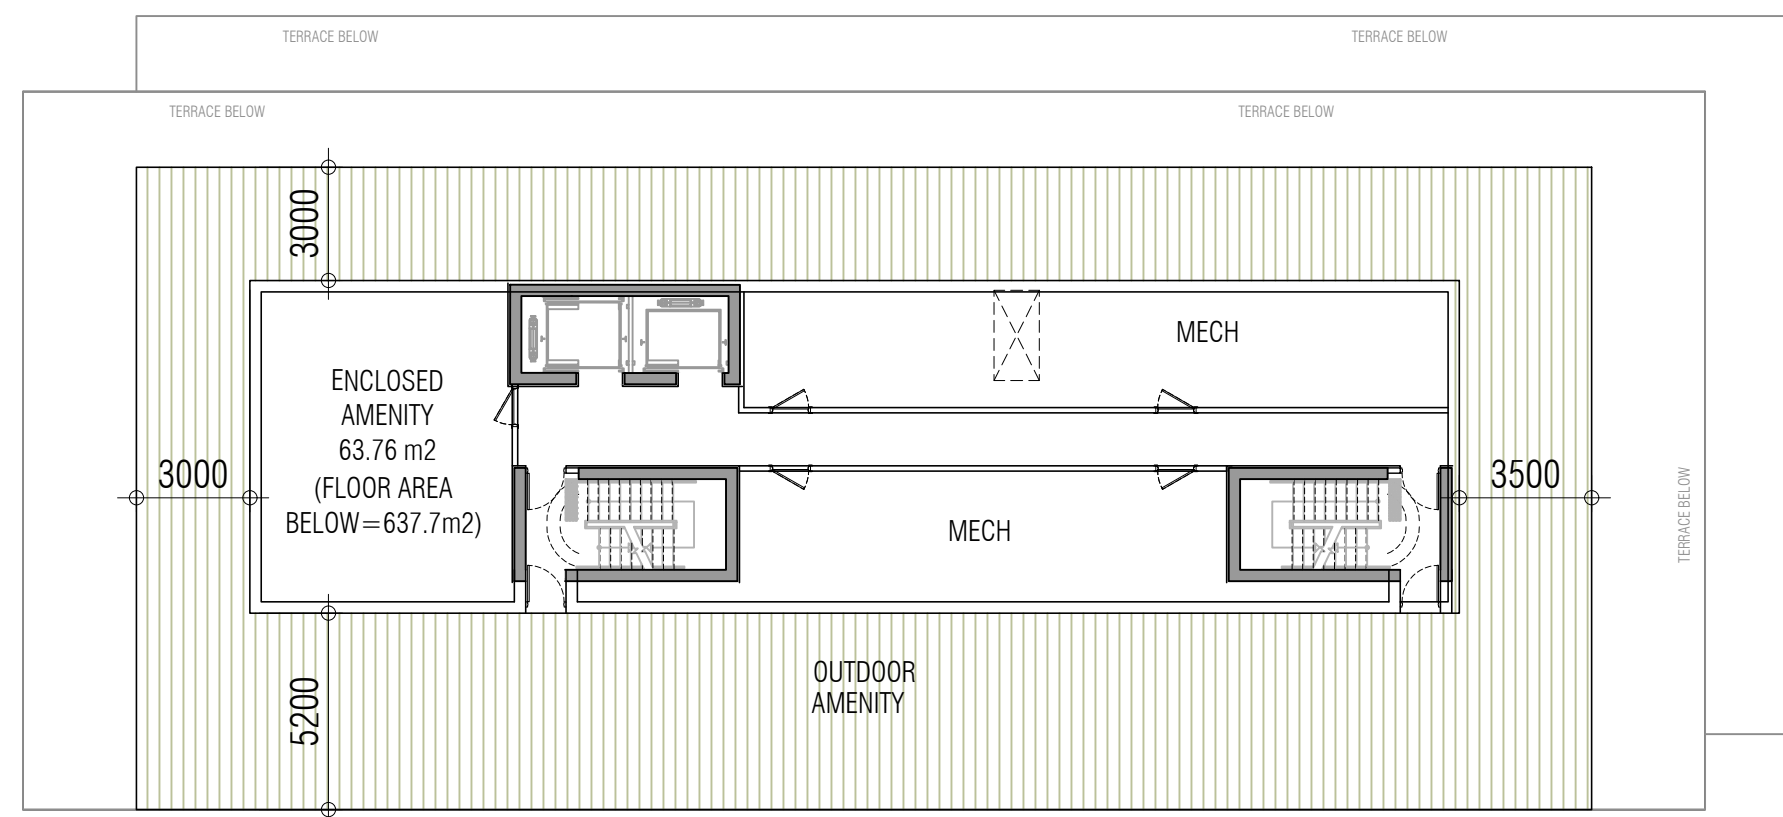 TERRACE BELOW
TERRACE BELOW
TERRACE BELOW
TERRACE BELOW
3000
MECH
ENCLOSED
AMENITY
63.76 m2
(FLOOR AREA
BELOW=637.7m2)
3000
3500
TERRACE BELOW
MECH
OUTDOOR
AMENITY
5200